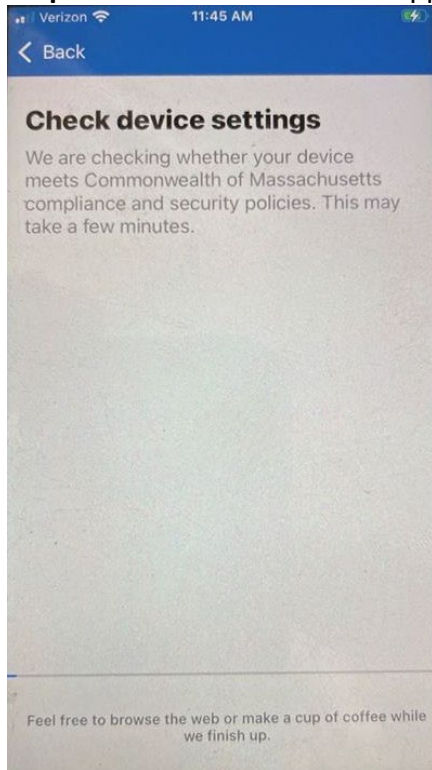 Verizon 11:45 AM
Back
Check device settings
We are checking whether your device
meets Commonwealth of Massachusetts
compliance and security policies. This may
take a few minutes.
Feel free to browse the web or make a cup of coffee while
we finish up.